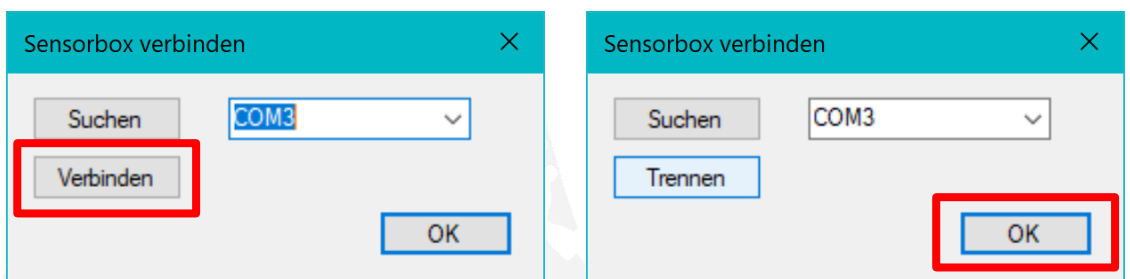 Sensorbox verbinden
Suchen COM3
Verbinden
OK
Sensorbox verbinden
Suchen COM3
Trennen
OK